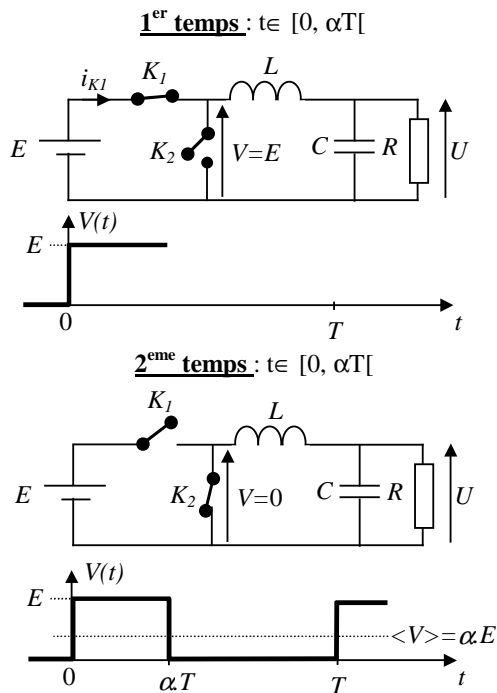 1er temps : t∈ [0, αT[
iK1 K1 L
E K2 V=E C R U
V(t)
E
0 T t
2eme temps : t∈ [0, αT[
K1 L
E K2 V=0 C R U
V(t)
E
<V>=α.E
0 α.T T t